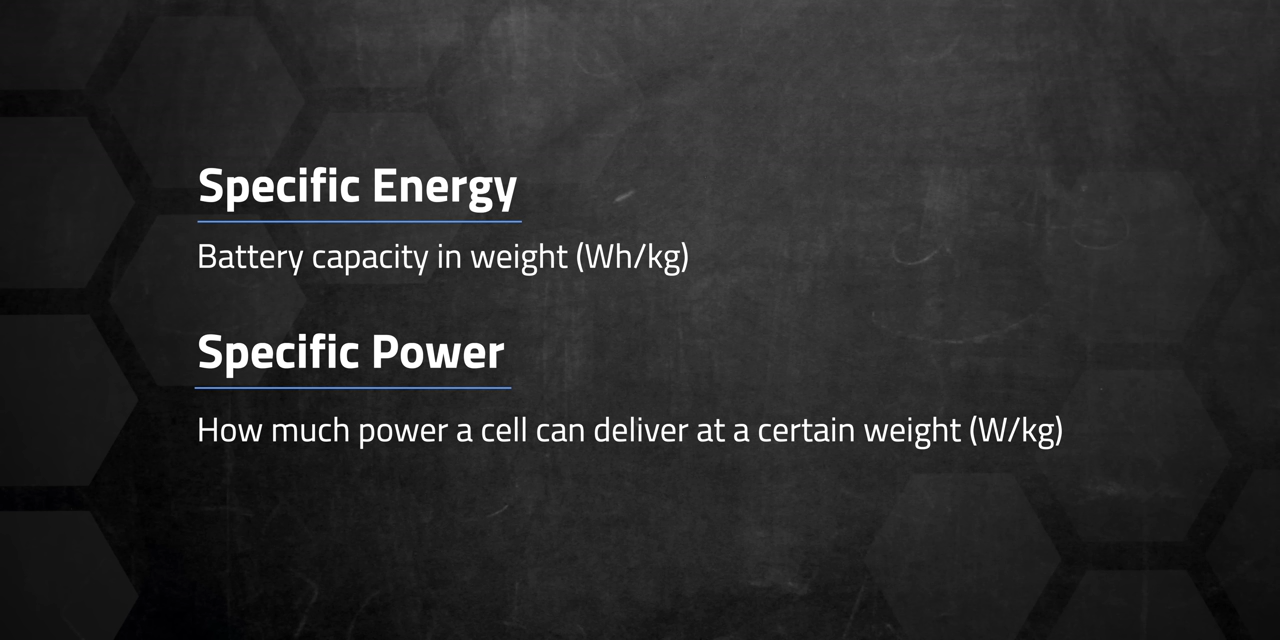 Specific Energy
Battery capacity in weight (Wh/kg)
Specific Power
How much power a cell can deliver at a certain weight (W/kg)